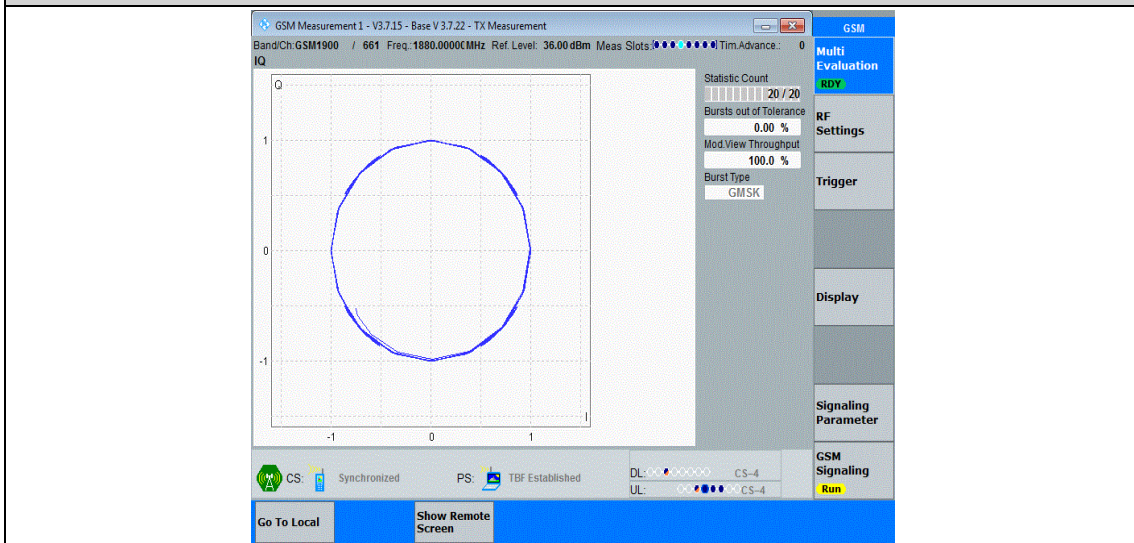 GSM Measurement 1 - V3.7.15 - Base V 3.7.22 - TX Measurement
GSM
Band/Ch:GSM1900 / 661 Freq.:1880.0000MHz Ref. Level: 36.00 dBm Meas Slots: Tim.Advance.: 0
IQ
Multi
Evaluation
RDY
Q
Statistic Count
20 / 20
Bursts out of Tolerance
0.00 %
Mod.View Throughput
100.0 %
Burst Type
GMSK
RF
Settings
Trigger
1
0
-1
I
-1 0 1
Display
Signaling
Parameter
GSM
Signaling
Run
CS: Synchronized PS: TBF Established
DL: CS-4
UL: CS-4
Go To Local
Show Remote
Screen